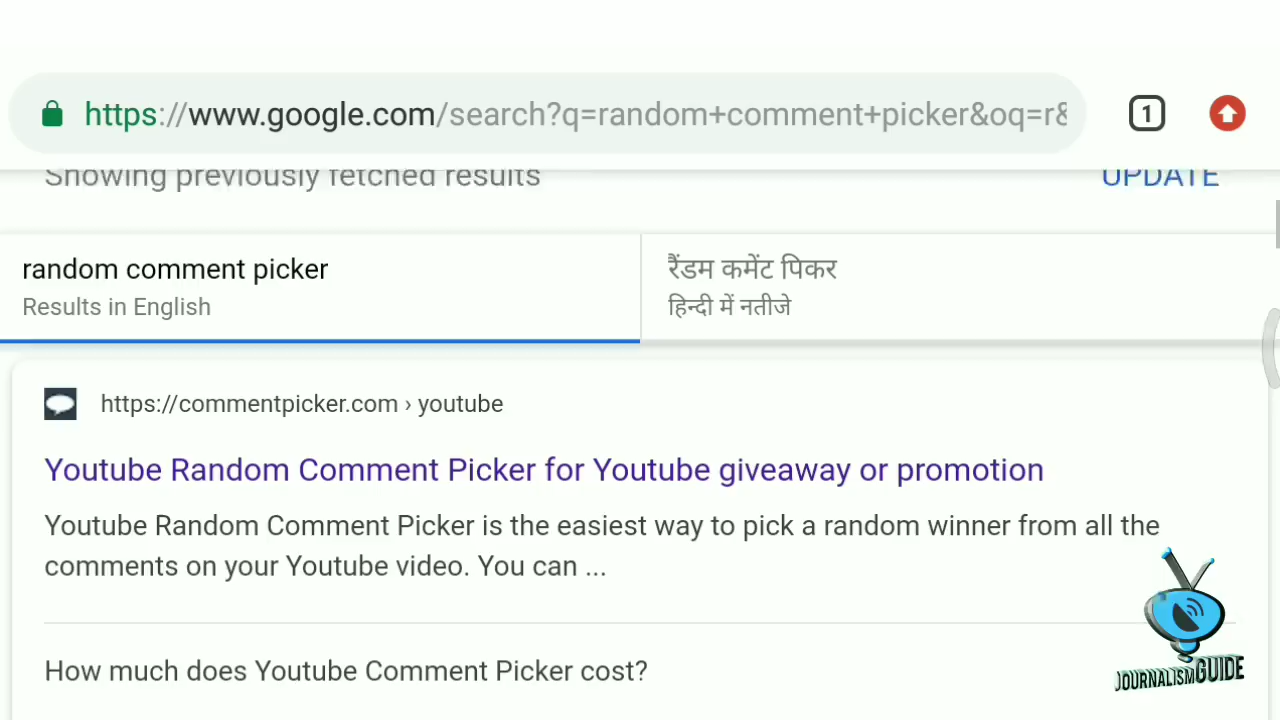 https://www.google.com/search?q=random+comment+picker&oq=r&
1
Showing previously fetched results
UPDATE
random comment picker
Results in English
रैंडम कमेंट पिकर
हिन्दी में नतीजे
https://commentpicker.com › youtube
Youtube Random Comment Picker for Youtube giveaway or promotion
Youtube Random Comment Picker is the easiest way to pick a random winner from all the
comments on your Youtube video. You can ...
How much does Youtube Comment Picker cost?
JOURNALISMGUIDE